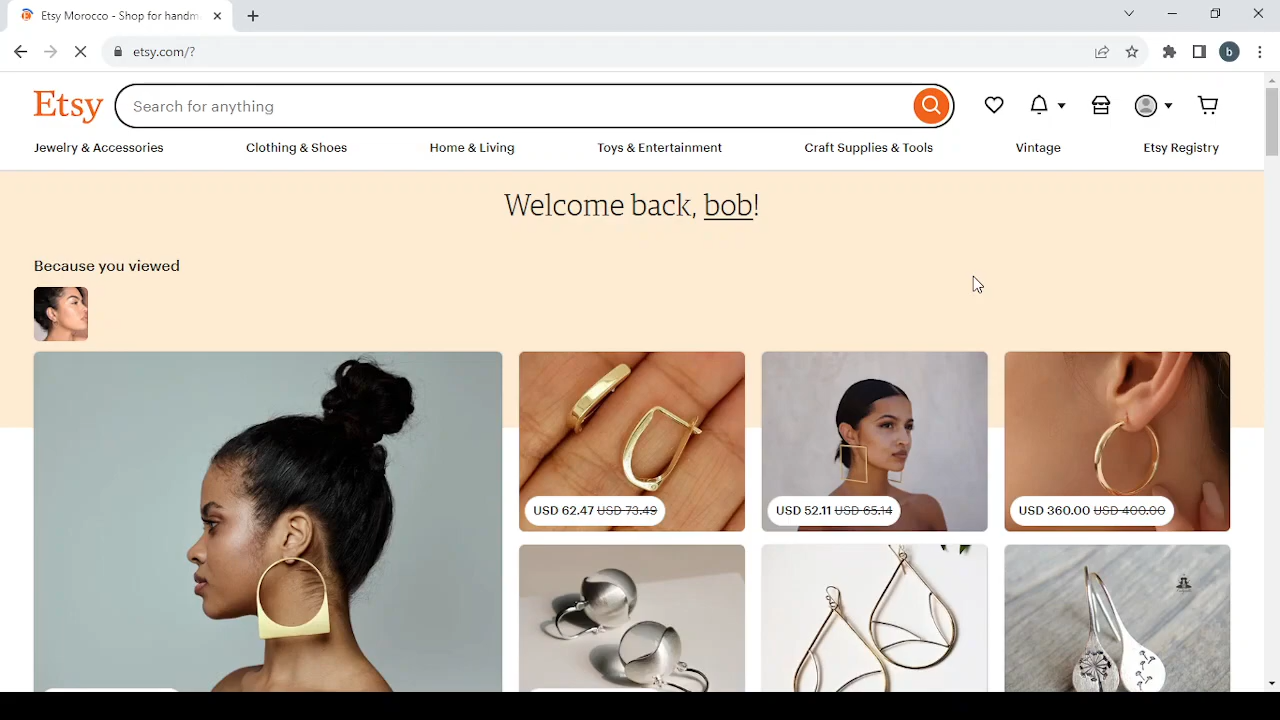 Etsy Morocco - Shop for handm
etsy.com/?
b
Etsy
Search for anything
Jewelry & Accessories
Clothing & Shoes
Home & Living
Toys & Entertainment
Craft Supplies & Tools
Vintage
Etsy Registry
Welcome back, bob!
Because you viewed
USD 62.47 USD 73.49
USD 52.11 USD 65.14
USD 360.00 USD 400.00